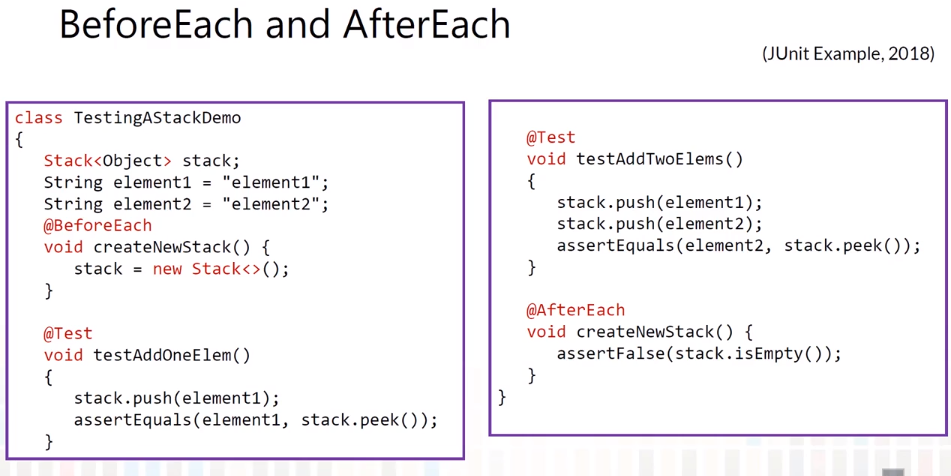 BeforeEach and AfterEach
(JUnit Example, 2018)
class TestingAStackDemo
{
Stack<Object> stack;
String element1 = "element1";
String element2 = "element2";
@BeforeEach
void createNewStack() {
stack = new Stack<>();
}
@Test
void testAddOneElem()
{
stack.push(element1);
assertEquals(element1, stack.peek());
}
@Test
void testAddTwoElems()
{
stack.push(element1);
stack.push(element2);
assertEquals(element2, stack.peek());
}
@AfterEach
void createNewStack() {
assertFalse(stack.isEmpty());
}
}